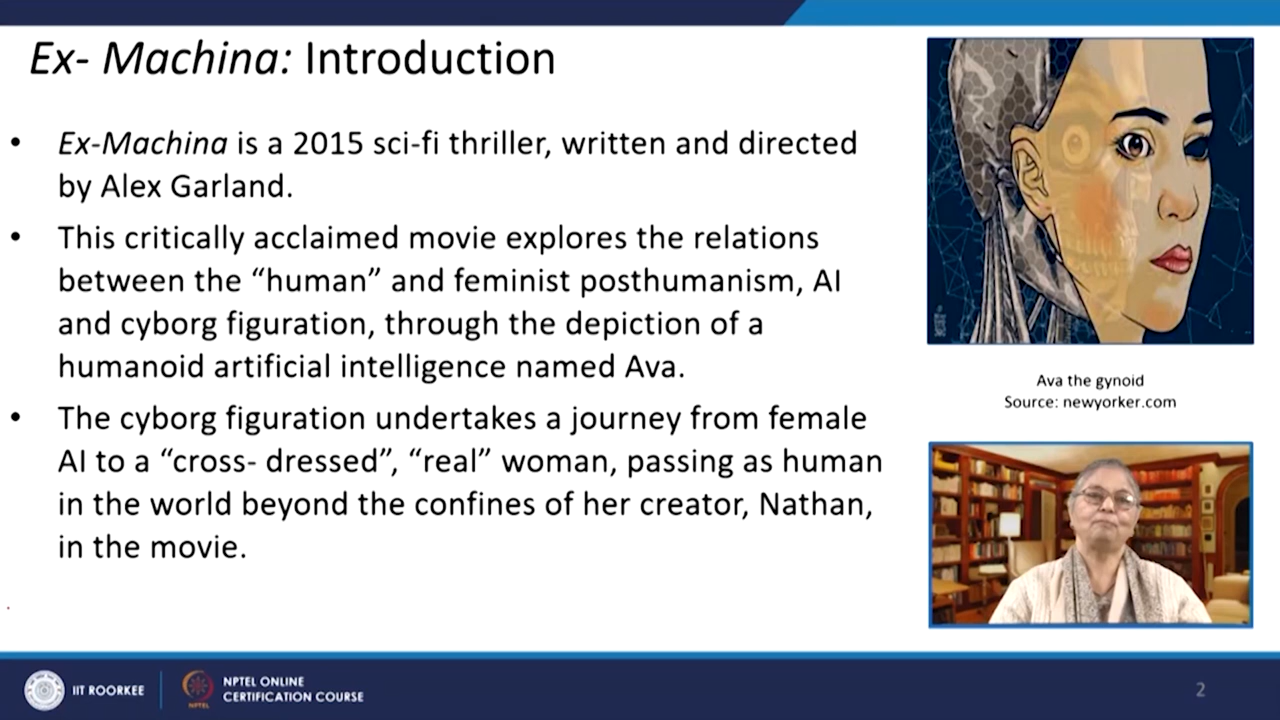 Ex- Machina: Introduction
• Ex-Machina is a 2015 sci-fi thriller, written and directed
by Alex Garland.
• This critically acclaimed movie explores the relations
between the “human” and feminist posthumanism, AI
and cyborg figuration, through the depiction of a
humanoid artificial intelligence named Ava.
• The cyborg figuration undertakes a journey from female
AI to a “cross- dressed”, “real” woman, passing as human
in the world beyond the confines of her creator, Nathan,
in the movie.
Ava the gynoid
Source: newyorker.com
IIT ROORKEE
NPTEL
NPTEL ONLINE
CERTIFICATION COURSE
2